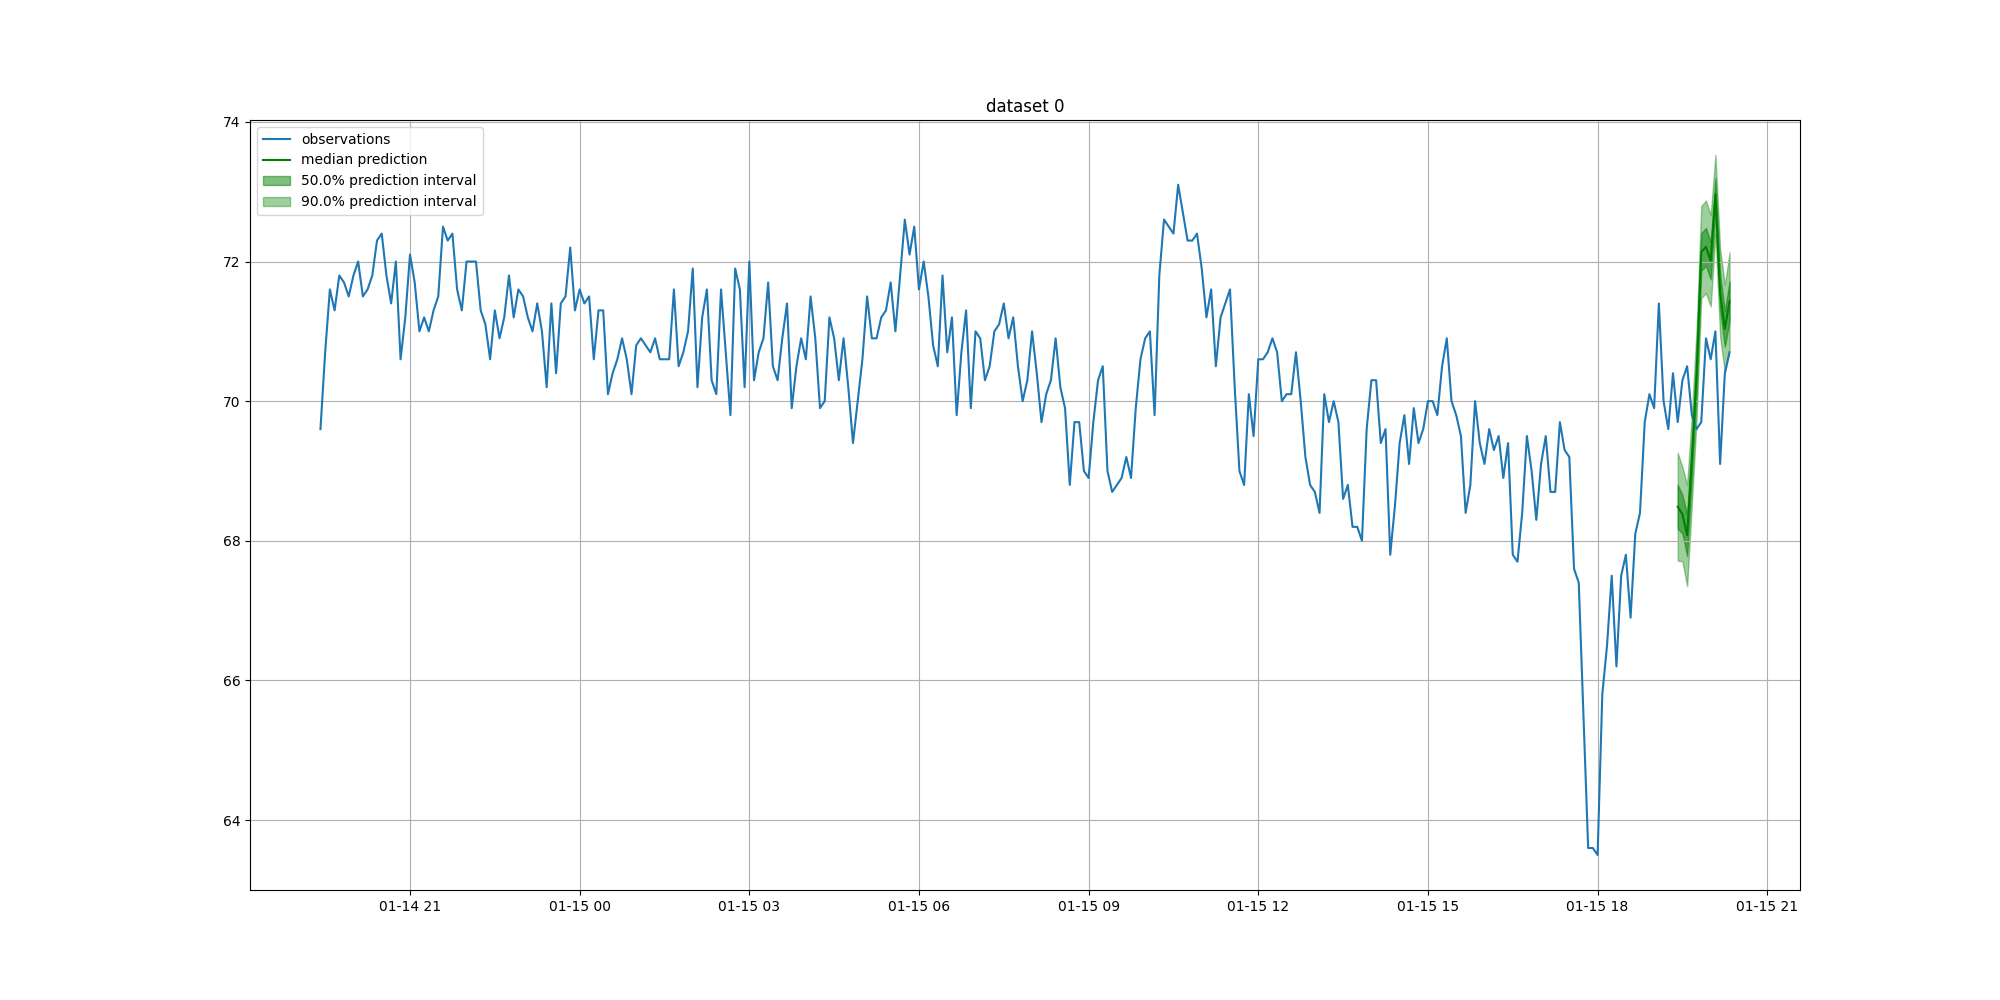 dataset 0
74
observations
median prediction
50.0% prediction interval
90.0% prediction interval
72
70
68
66
64
01-14 21 01-15 00 01-15 03 01-15 06 01-15 09 01-15 12 01-15 15 01-15 18 01-15 21